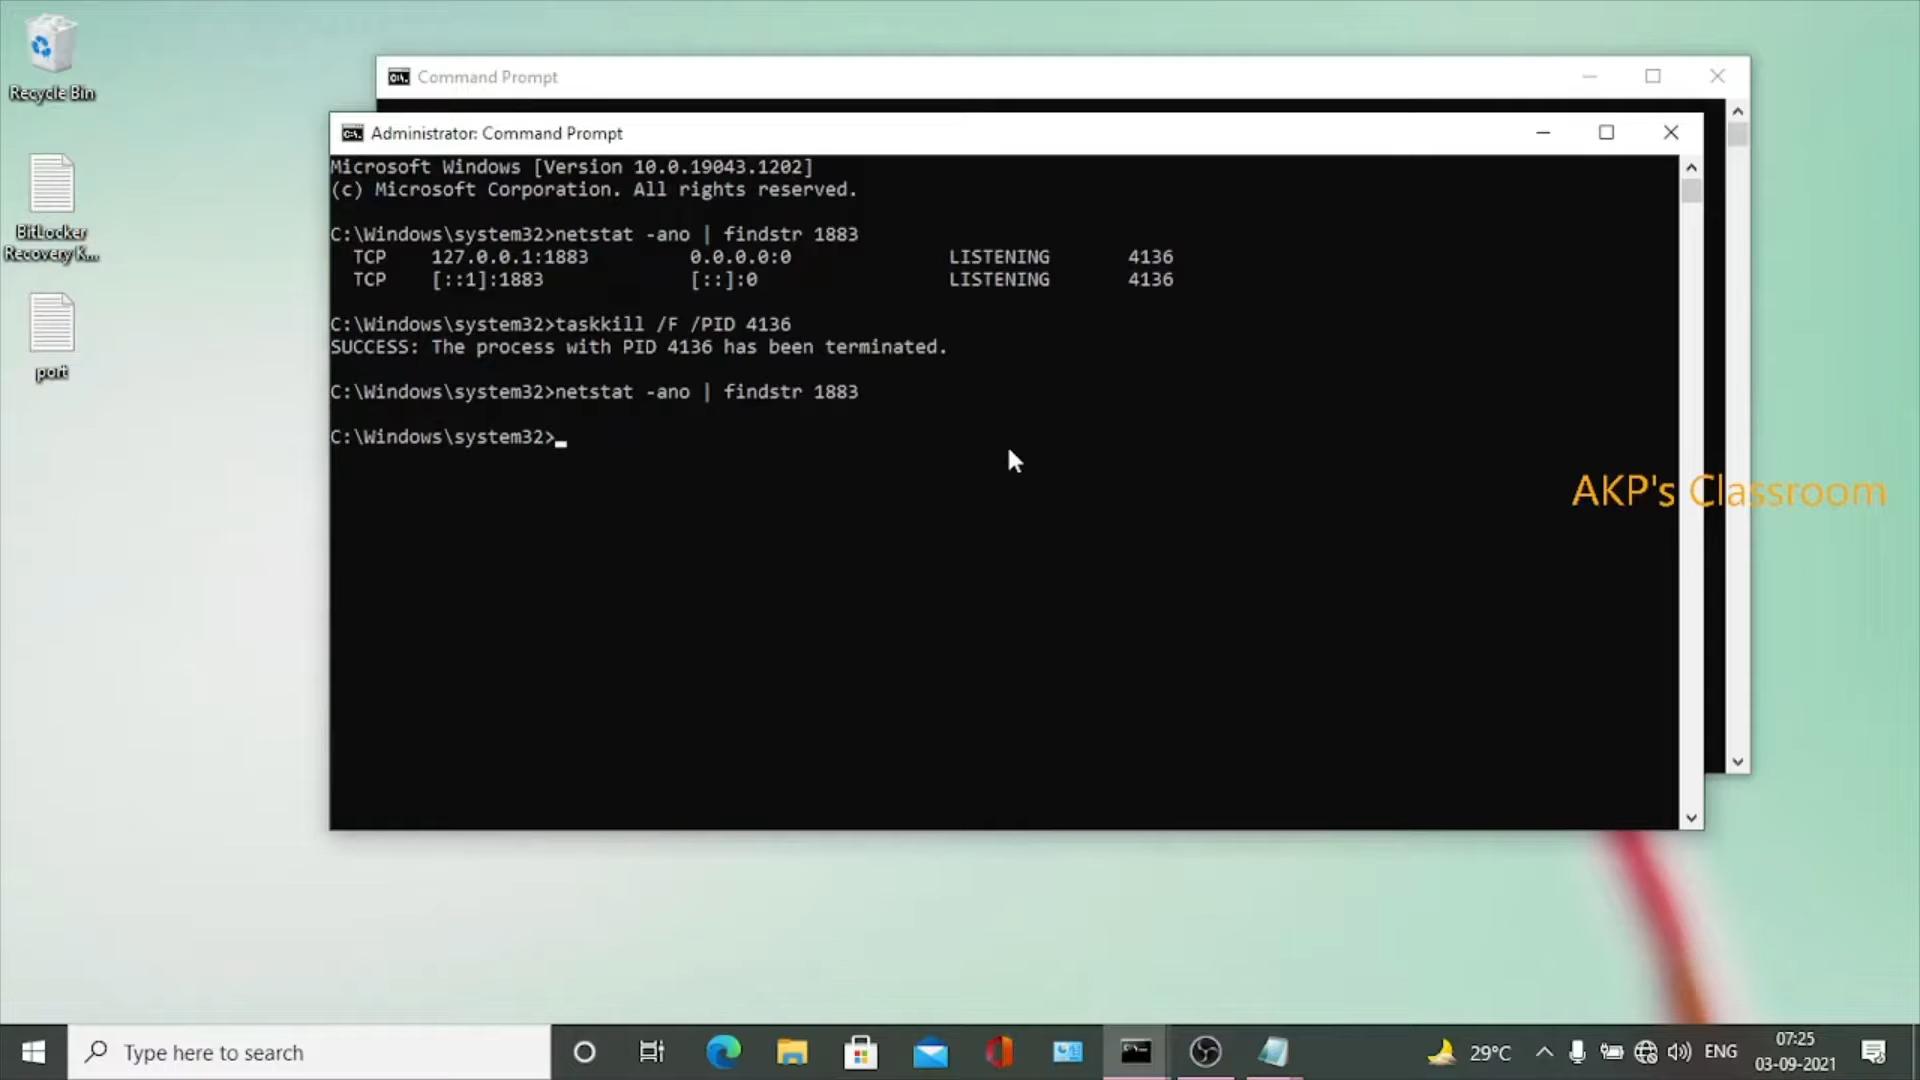 Recycle Bin
BitLocker
Recovery K...
port
Command Prompt
Administrator: Command Prompt
Microsoft Windows [Version 10.0.19043.1202]
(c) Microsoft Corporation. All rights reserved.
C:\Windows\system32>netstat -ano | findstr 1883
TCP    127.0.0.1:1883    0.0.0.0:0    LISTENING    4136
TCP    [::1]:1883    [::]:0    LISTENING    4136
C:\Windows\system32>taskkill /F /PID 4136
SUCCESS: The process with PID 4136 has been terminated.
C:\Windows\system32>netstat -ano | findstr 1883
C:\Windows\system32>
AKP's Classroom
Type here to search
29°C
ENG
07:25
03-09-2021